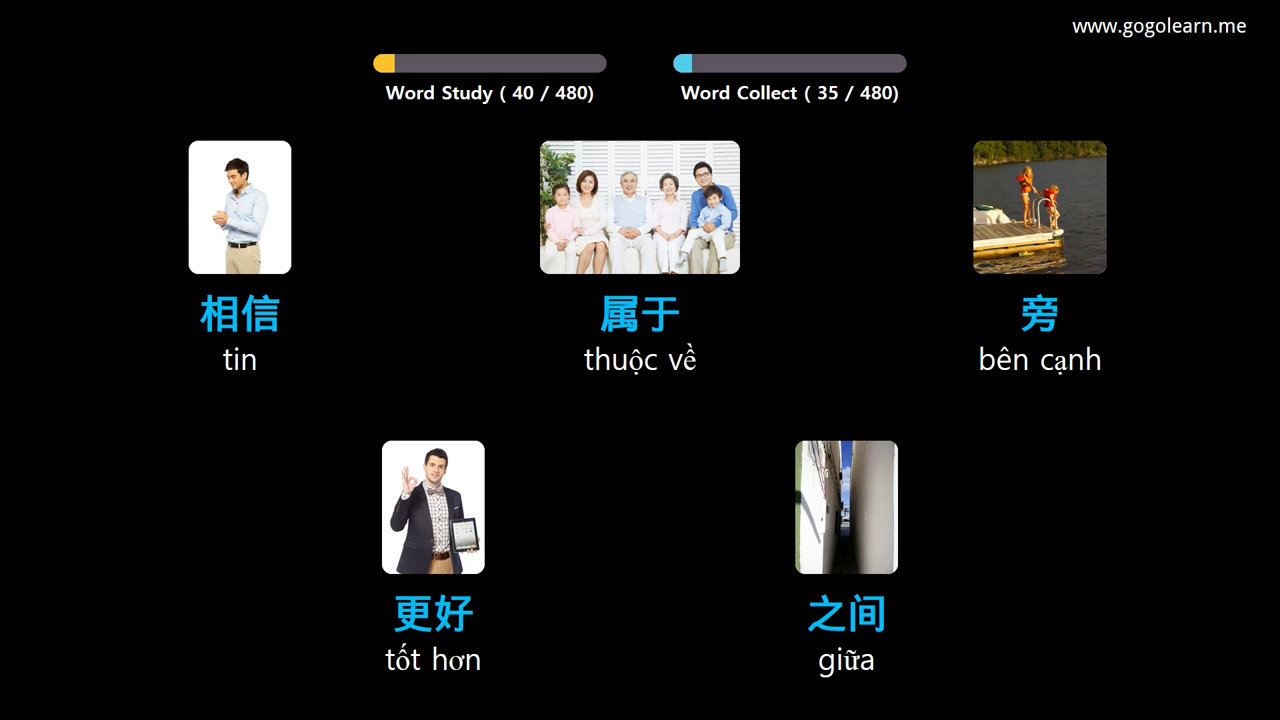 www.gogolearn.me
Word Study ( 40 / 480)
Word Collect ( 35 / 480)
相信
tin
属于
thuộc về
旁
bên cạnh
更好
tốt hơn
之间
giữa